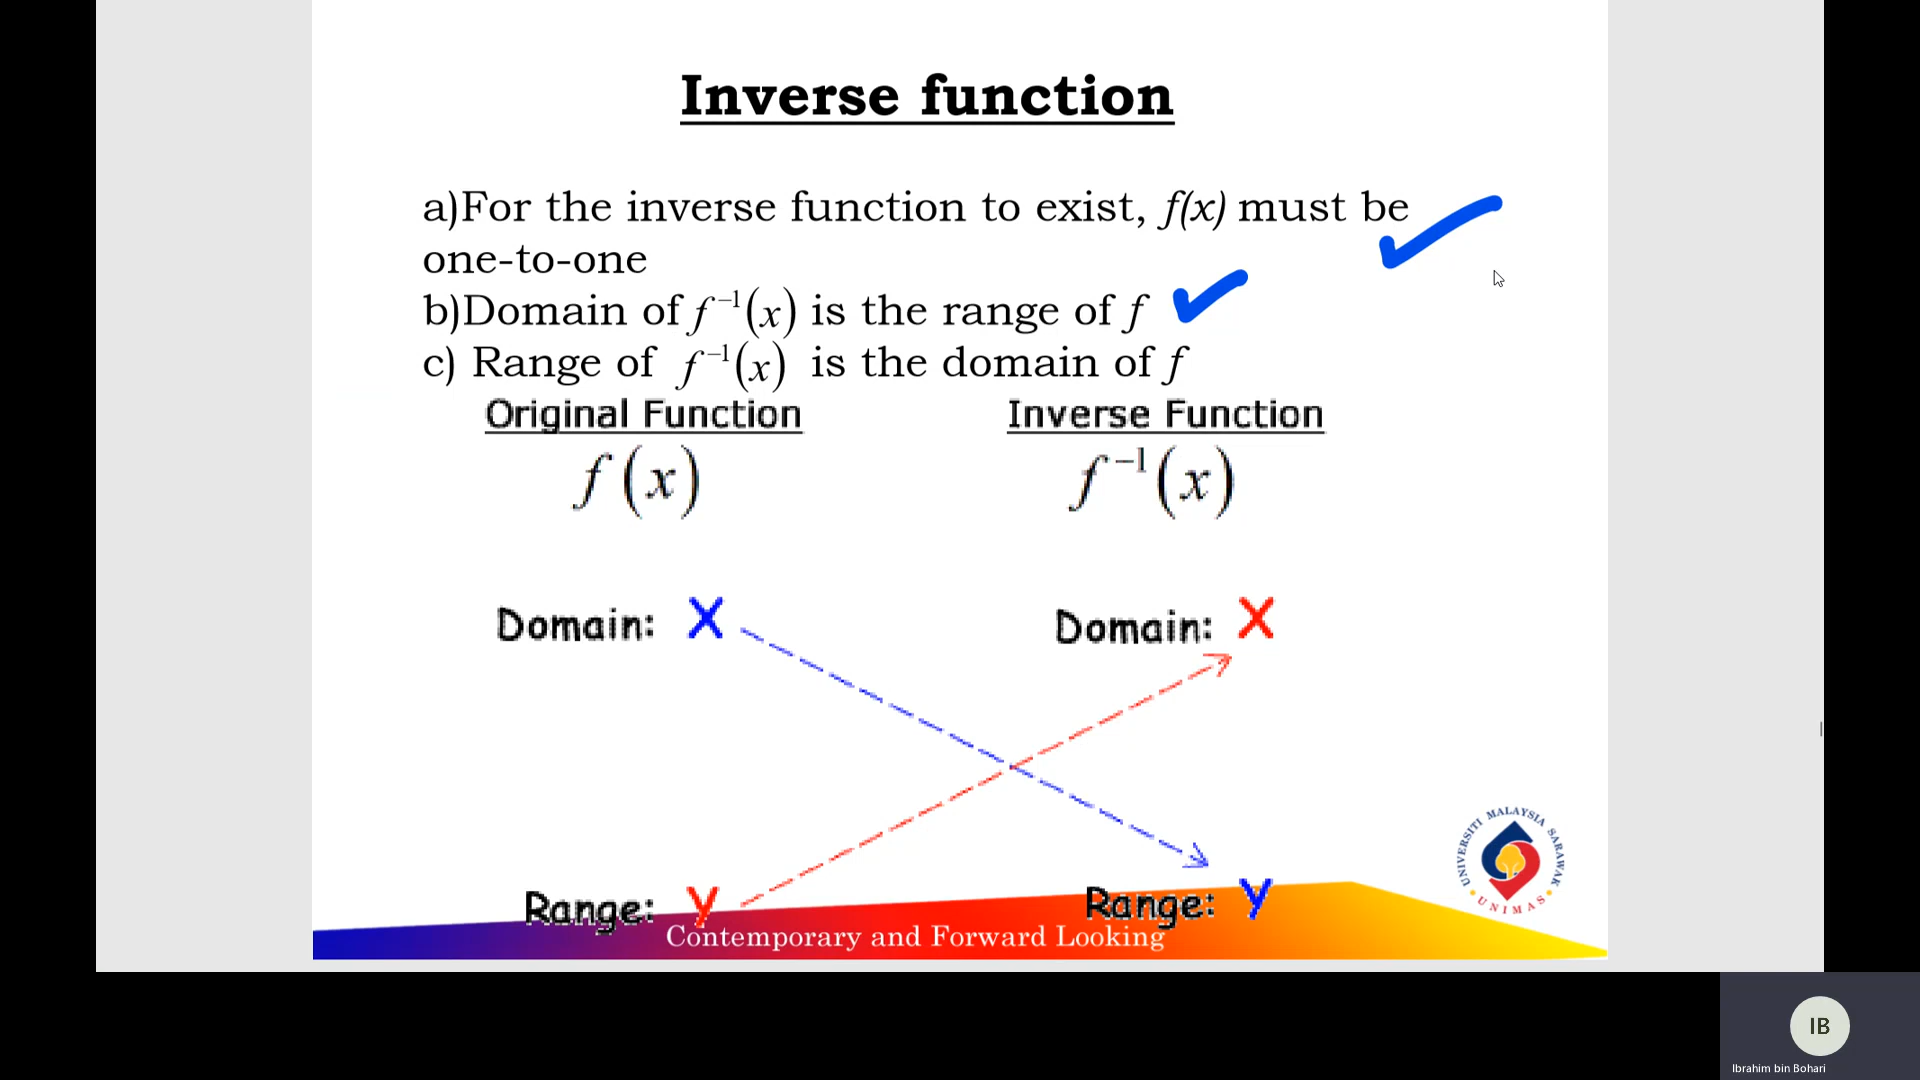 Inverse function
a)For the inverse function to exist, f(x) must be
one-to-one
b)Domain of f⁻¹(x) is the range of f
c) Range of f⁻¹(x) is the domain of f
Original Function Inverse Function
f(x) f⁻¹(x)
Domain: X Domain: X
Range: y Range: y
Contemporary and Forward Looking
UNIVERSITI MALAYSIA SARAWAK
UNIMAS
IB
Ibrahim bin Bohari